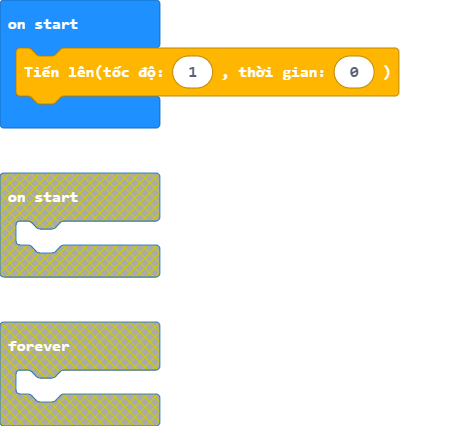 on start
Tiến lên(tốc độ: 1 , thời gian: 0 )
on start
forever